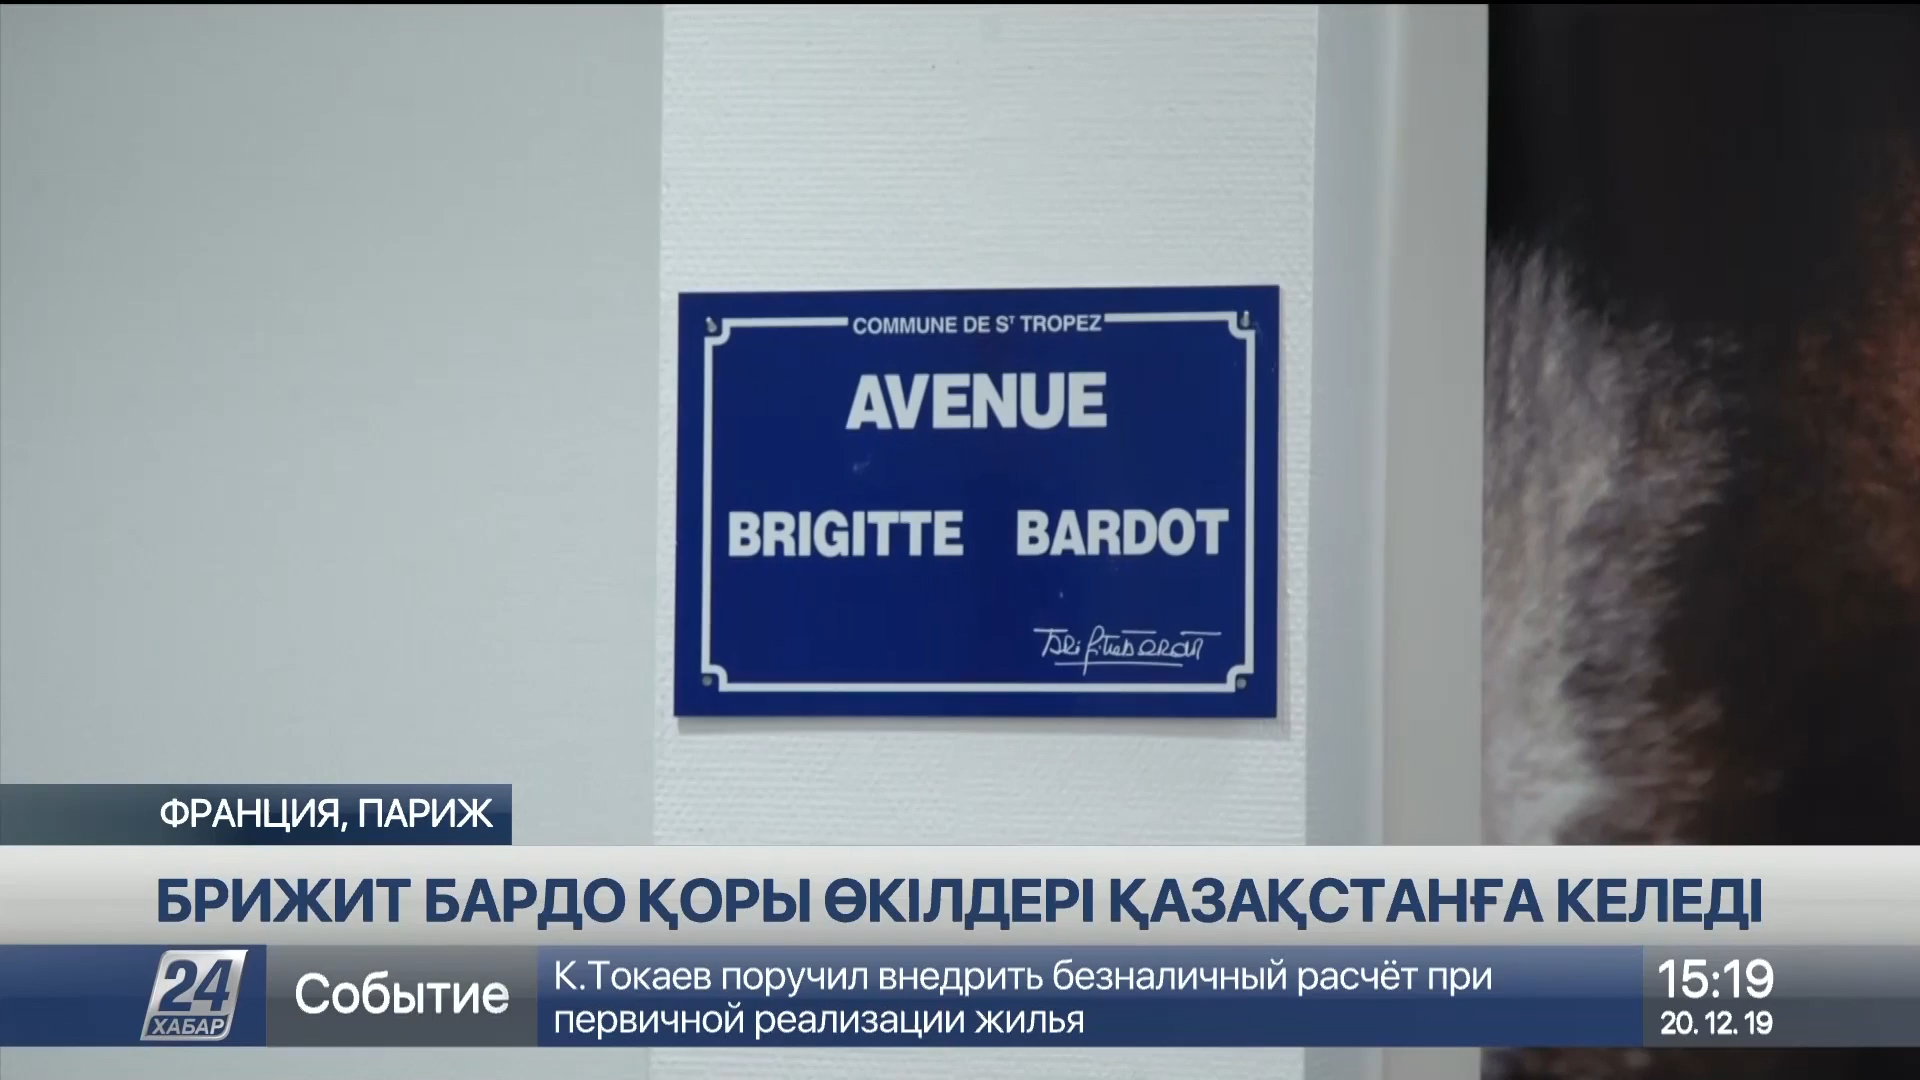 COMMUNE DE Sᵀ TROPEZ
AVENUE
BRIGITTE BARDOT
ФРАНЦИЯ, ПАРИЖ
БРИЖИТ БАРДО ҚОРЫ ӨКІЛДЕРІ ҚАЗАҚСТАНҒА КЕЛЕДІ
24
ХАБАР
Событие
К.Токаев поручил внедрить безналичный расчёт при
первичной реализации жилья
15:19
20. 12. 19